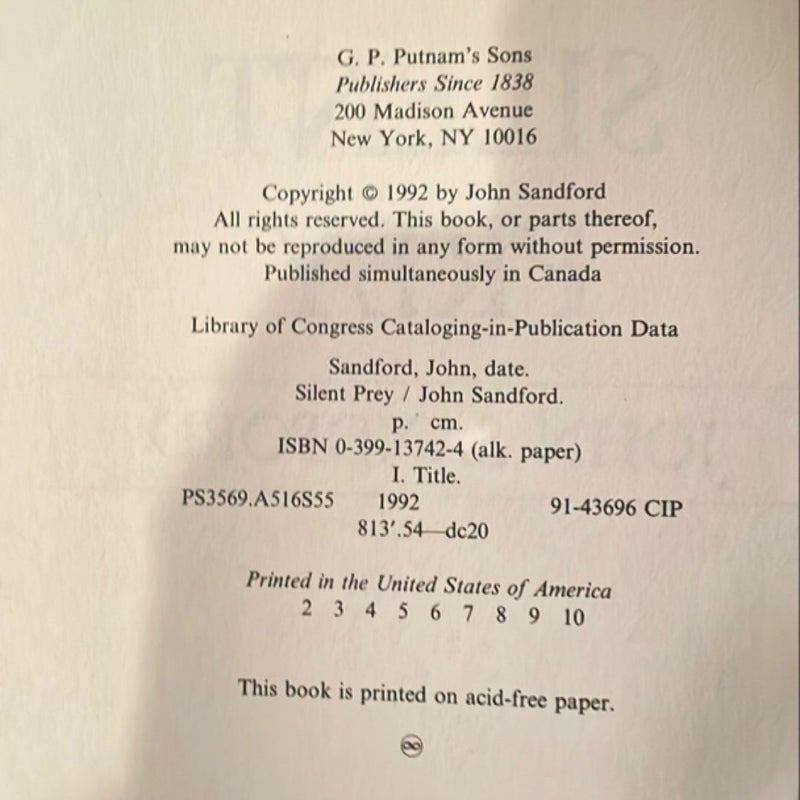 G. P. Putnam's Sons
Publishers Since 1838
200 Madison Avenue
New York, NY 10016
Copyright © 1992 by John Sandford
All rights reserved. This book, or parts thereof,
may not be reproduced in any form without permission.
Published simultaneously in Canada
Library of Congress Cataloging-in-Publication Data
Sandford, John, date.
Silent Prey / John Sandford.
p. cm.
ISBN 0-399-13742-4 (alk. paper)
I. Title.
PS3569.A516S55 1992 91-43696 CIP
813′.54—dc20
Printed in the United States of America
2 3 4 5 6 7 8 9 10
This book is printed on acid-free paper.
♾